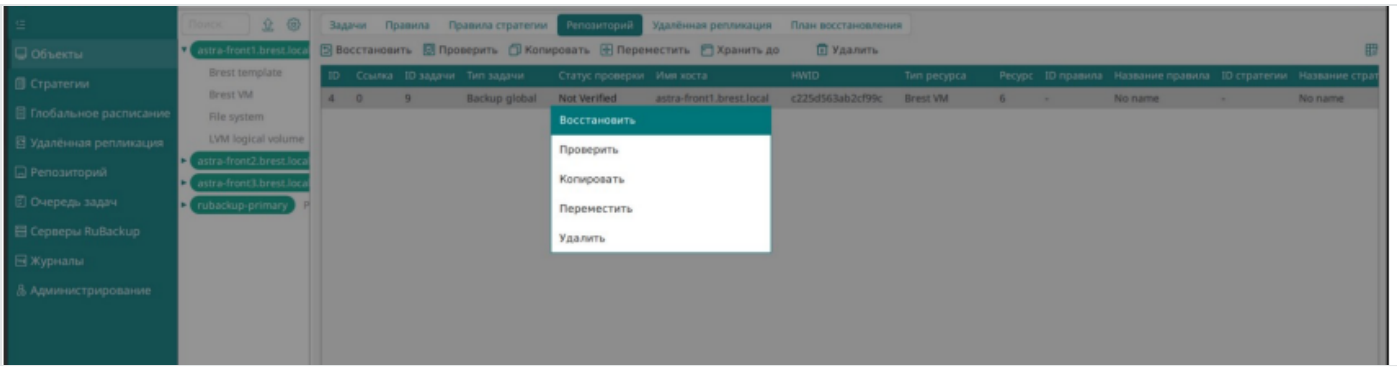 Поиск
Объекты
Стратегии
Глобальное расписание
Удалённая репликация
Репозиторий
Очередь задач
Серверы RuBackup
Журналы
Администрирование
astra-front1.brest.local
Brest template
Brest VM
File system
LVM logical volume
astra-front2.brest.local
astra-front3.brest.local
rubackup-primary P
Задачи Правила Правила стратегии Репозиторий Удалённая репликация План восстановления
Восстановить Проверить Копировать Переместить Хранить до Удалить
ID Ссылка ID задачи Тип задачи Статус проверки Имя хоста HWID Тип ресурса Ресурс ID правила Название правила ID стратегии Название страт
4 0 9 Backup global Not Verified astra-front1.brest.local c225d563ab2cf99c Brest VM 6 - No name - No name
Восстановить
Проверить
Копировать
Переместить
Удалить